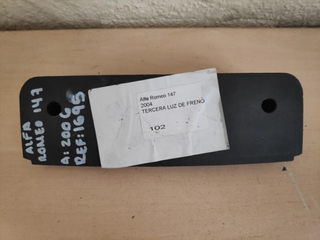 ALFA
ROMEO 147
A: 2006
REF: 1695
Alfa Romeo 147
2004
TERCERA LUZ DE FRENO
102